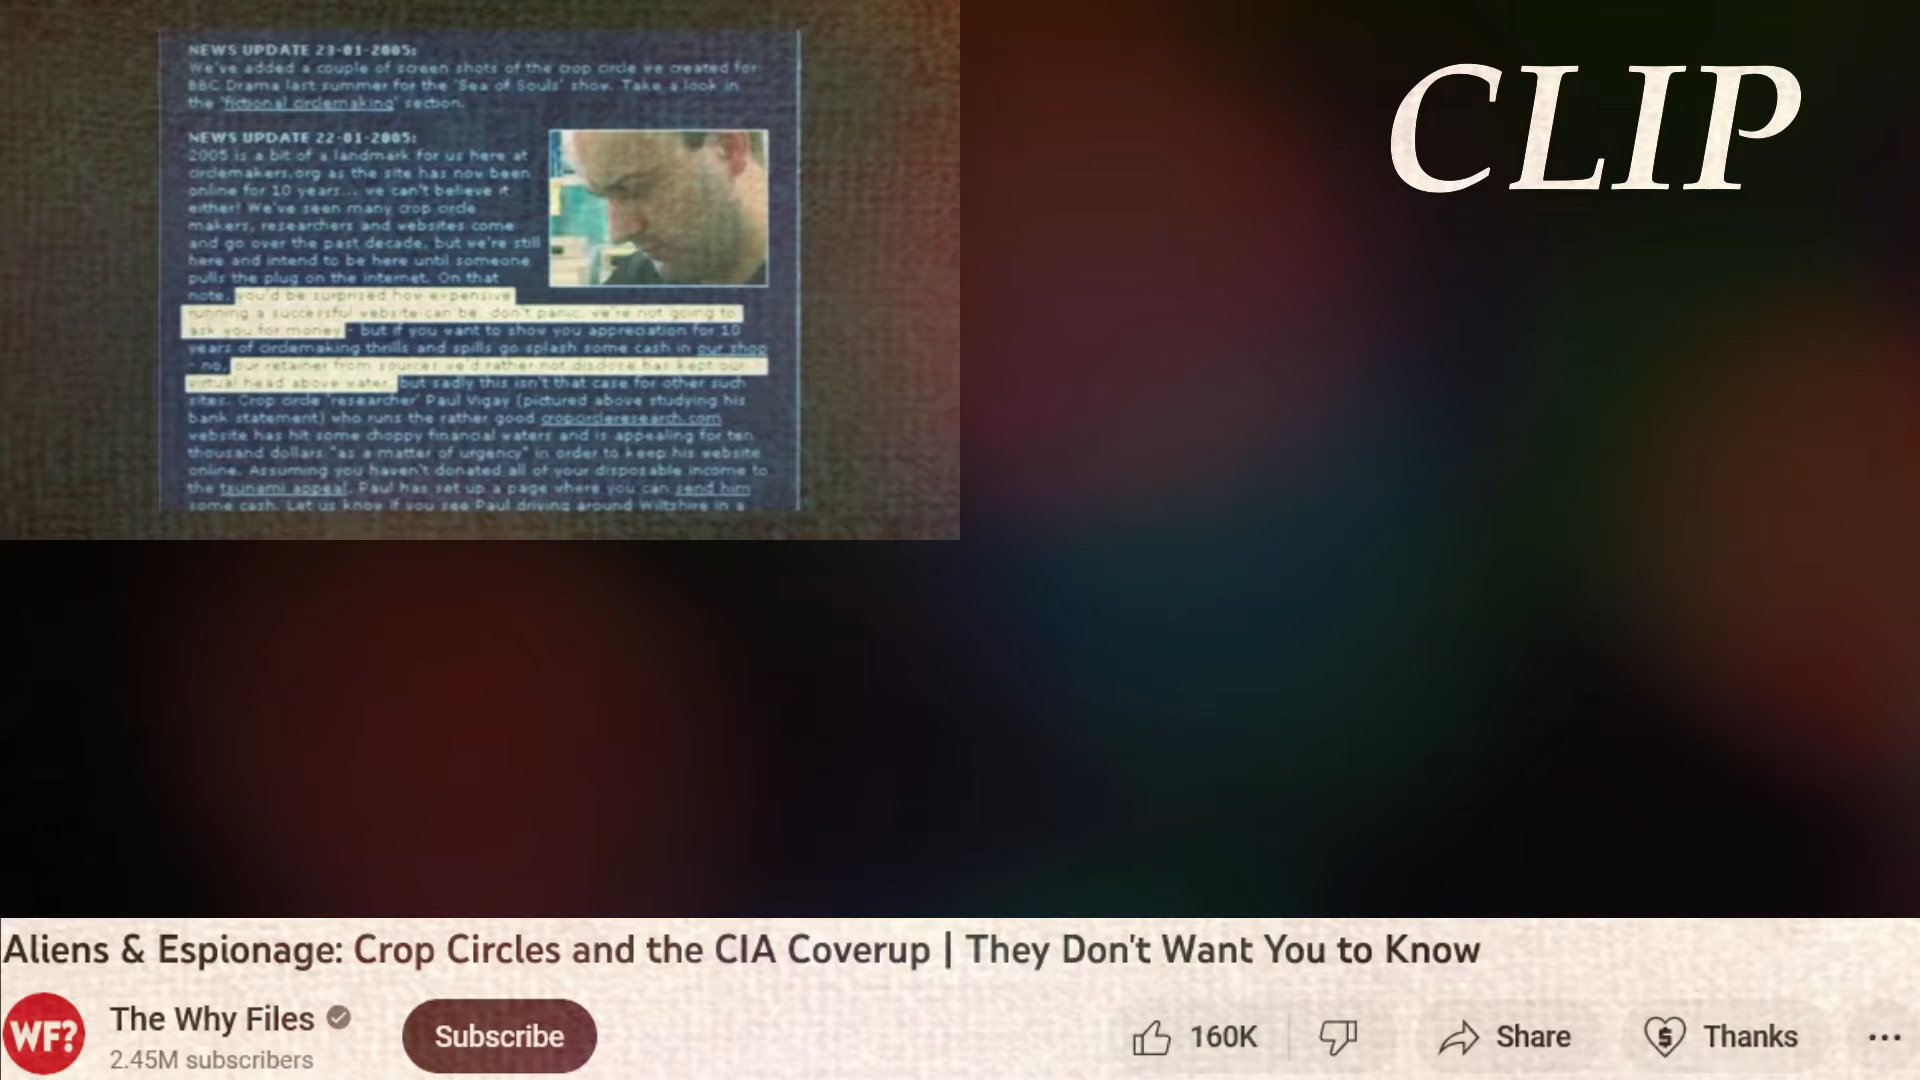 NEWS UPDATE 23-01-2005:
We've added a couple of screen shots of the crop circle we created for
BBC Drama last summer for the 'Sea of Souls' show. Take a look in
the 'fictional circlemaking' section.
NEWS UPDATE 22-01-2005:
2005 is a bit of a landmark for us here at
circlemakers.org as the site has now been
online for 10 years... we can't believe it
either! We've seen many crop circle
makers, researchers and websites come
and go over the past decade, but we're still
here and intend to be here until someone
pulls the plug on the internet. On that
note, you'd be surprised how expensive
running a successful website can be, don't panic, we're not going to
ask you for money - but if you want to show you appreciation for 10
years of circlemaking thrills and spills go splash some cash in our shop
- no, our retainer from sources we'd rather not disclose has kept our
virtual head above water, but sadly this isn't that case for other such
sites. Crop circle 'researcher' Paul Vigay (pictured above studying his
bank statement) who runs the rather good cropcircleresearch.com
website has hit some choppy financial waters and is appealing for ten
thousand dollars "as a matter of urgency" in order to keep his website
online. Assuming you haven't donated all of your disposable income to
the tsunami appeal, Paul has set up a page where you can send him
some cash. Let us know if you see Paul driving around Wiltshire in a
CLIP
Aliens & Espionage: Crop Circles and the CIA Coverup | They Don't Want You to Know
WF?
The Why Files
2.45M subscribers
Subscribe
160K
Share
Thanks